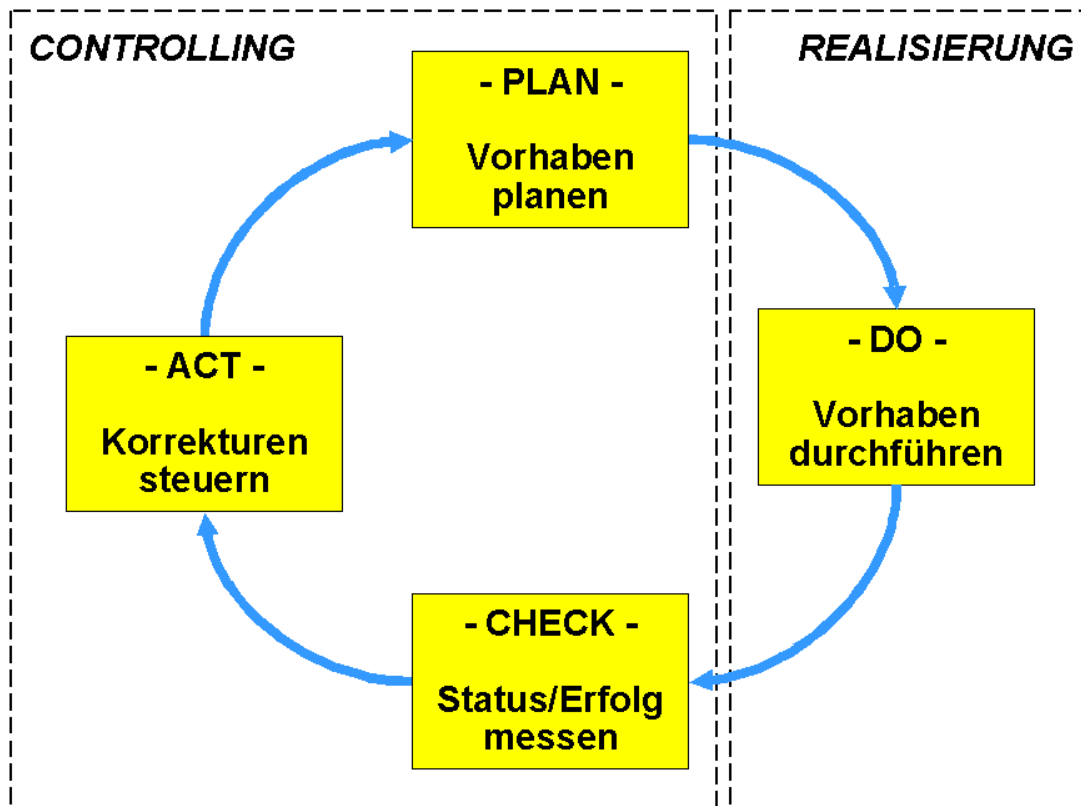 CONTROLLING
REALISIERUNG
- PLAN -
Vorhaben
planen
- DO -
Vorhaben
durchführen
- CHECK -
Status/Erfolg
messen
- ACT -
Korrekturen
steuern